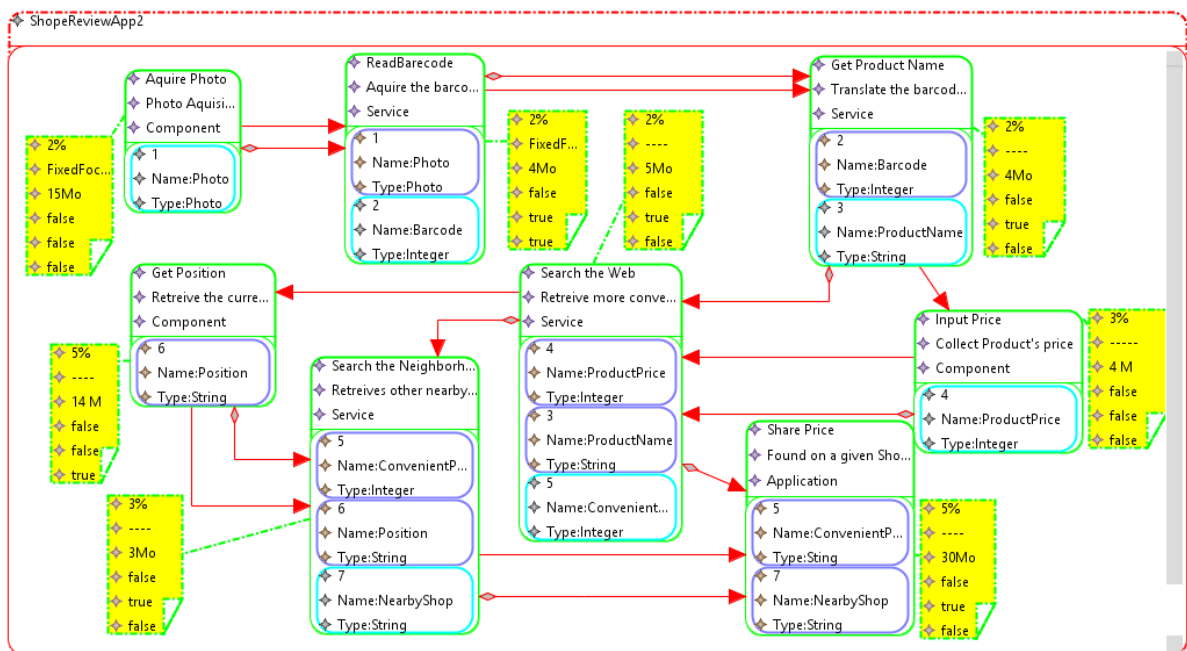 ShopeReviewApp2
Aquire Photo
Photo Aquisi...
Component
1
Name:Photo
Type:Photo
2%
FixedFoc...
15Mo
false
false
false
ReadBarecode
Aquire the barco...
Service
1
Name:Photo
Type:Photo
2
Name:Barcode
Type:Integer
2%
FixedF...
4Mo
false
true
true
2%
----
5Mo
false
true
false
Get Product Name
Translate the barcod...
Service
2
Name:Barcode
Type:Integer
3
Name:ProductName
Type:String
2%
----
4Mo
false
true
false
Get Position
Retreive the curre...
Component
6
Name:Position
Type:String
5%
----
14 M
false
false
true
Search the Web
Retreive more conve...
Service
4
Name:ProductPrice
Type:Integer
3
Name:ProductName
Type:String
5
Name:Convenient...
Type:Integer
Input Price
Collect Product's price
Component
4
Name:ProductPrice
Type:Integer
3%
-----
4 M
false
false
false
Search the Neighborh...
Retreives other nearby...
Service
5
Name:ConvenientP...
Type:Integer
6
Name:Position
Type:String
7
Name:NearbyShop
Type:String
3%
----
3Mo
false
true
false
Share Price
Found on a given Sho...
Application
5
Name:ConvenientP...
Type:Sting
7
Name:NearbyShop
Type:String
5%
----
30Mo
false
true
false